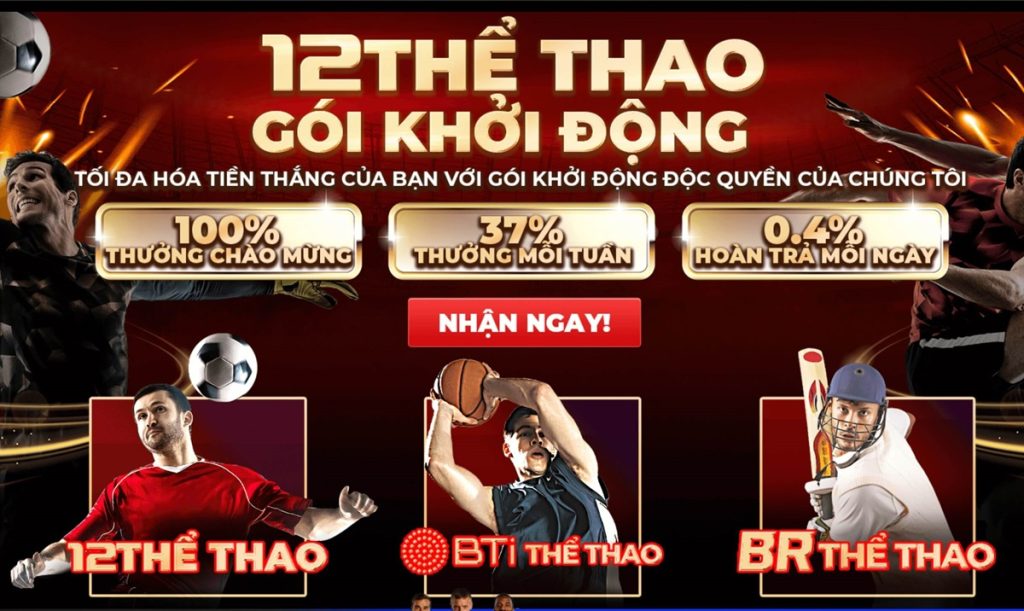 12THỂ THAO
GÓI KHỞI ĐỘNG
TỐI ĐA HÓA TIỀN THẮNG CỦA BẠN VỚI GÓI KHỞI ĐỘNG ĐỘC QUYỀN CỦA CHÚNG TÔI
100%
THƯỞNG CHÀO MỪNG
37%
THƯỞNG MỖI TUẦN
0.4%
HOÀN TRẢ MỖI NGÀY
NHẬN NGAY!
12THỂ THAO
BTi THỂ THAO
BR THỂ THAO